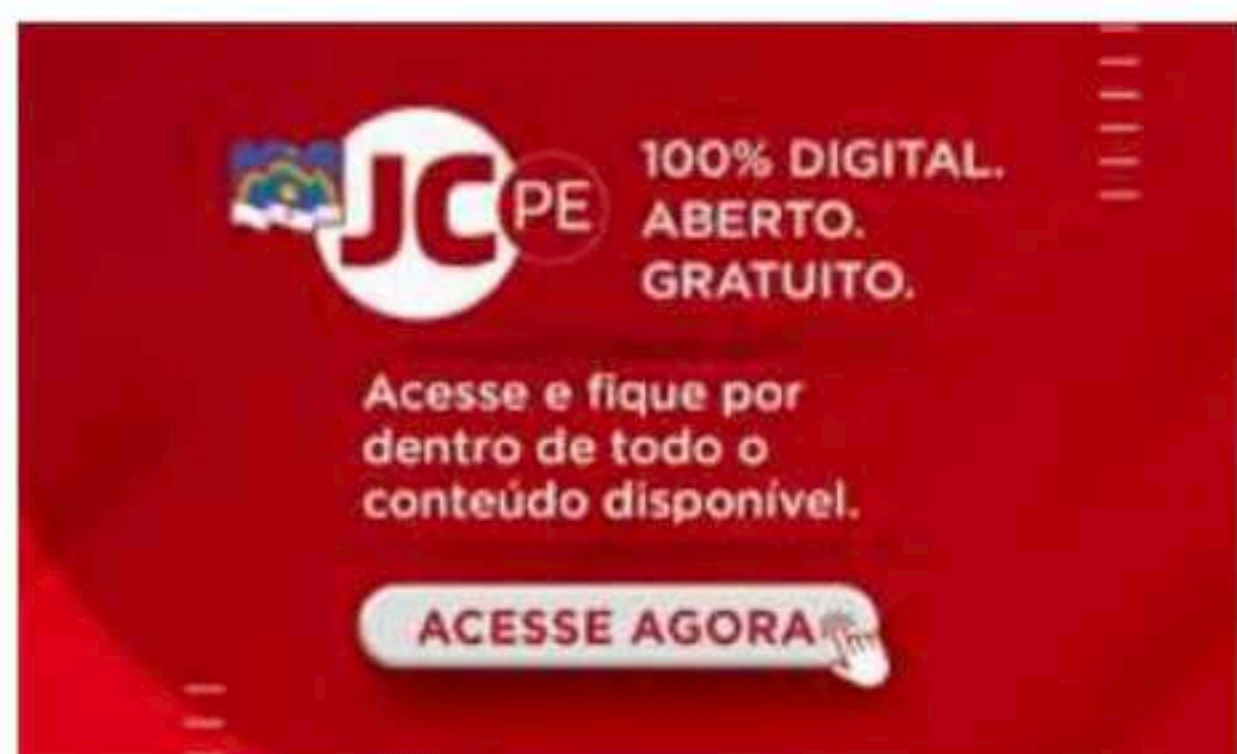 JC PE
100% DIGITAL.
ABERTO.
GRATUITO.
Acesse e fique por
dentro de todo o
conteúdo disponível.
ACESSE AGORA